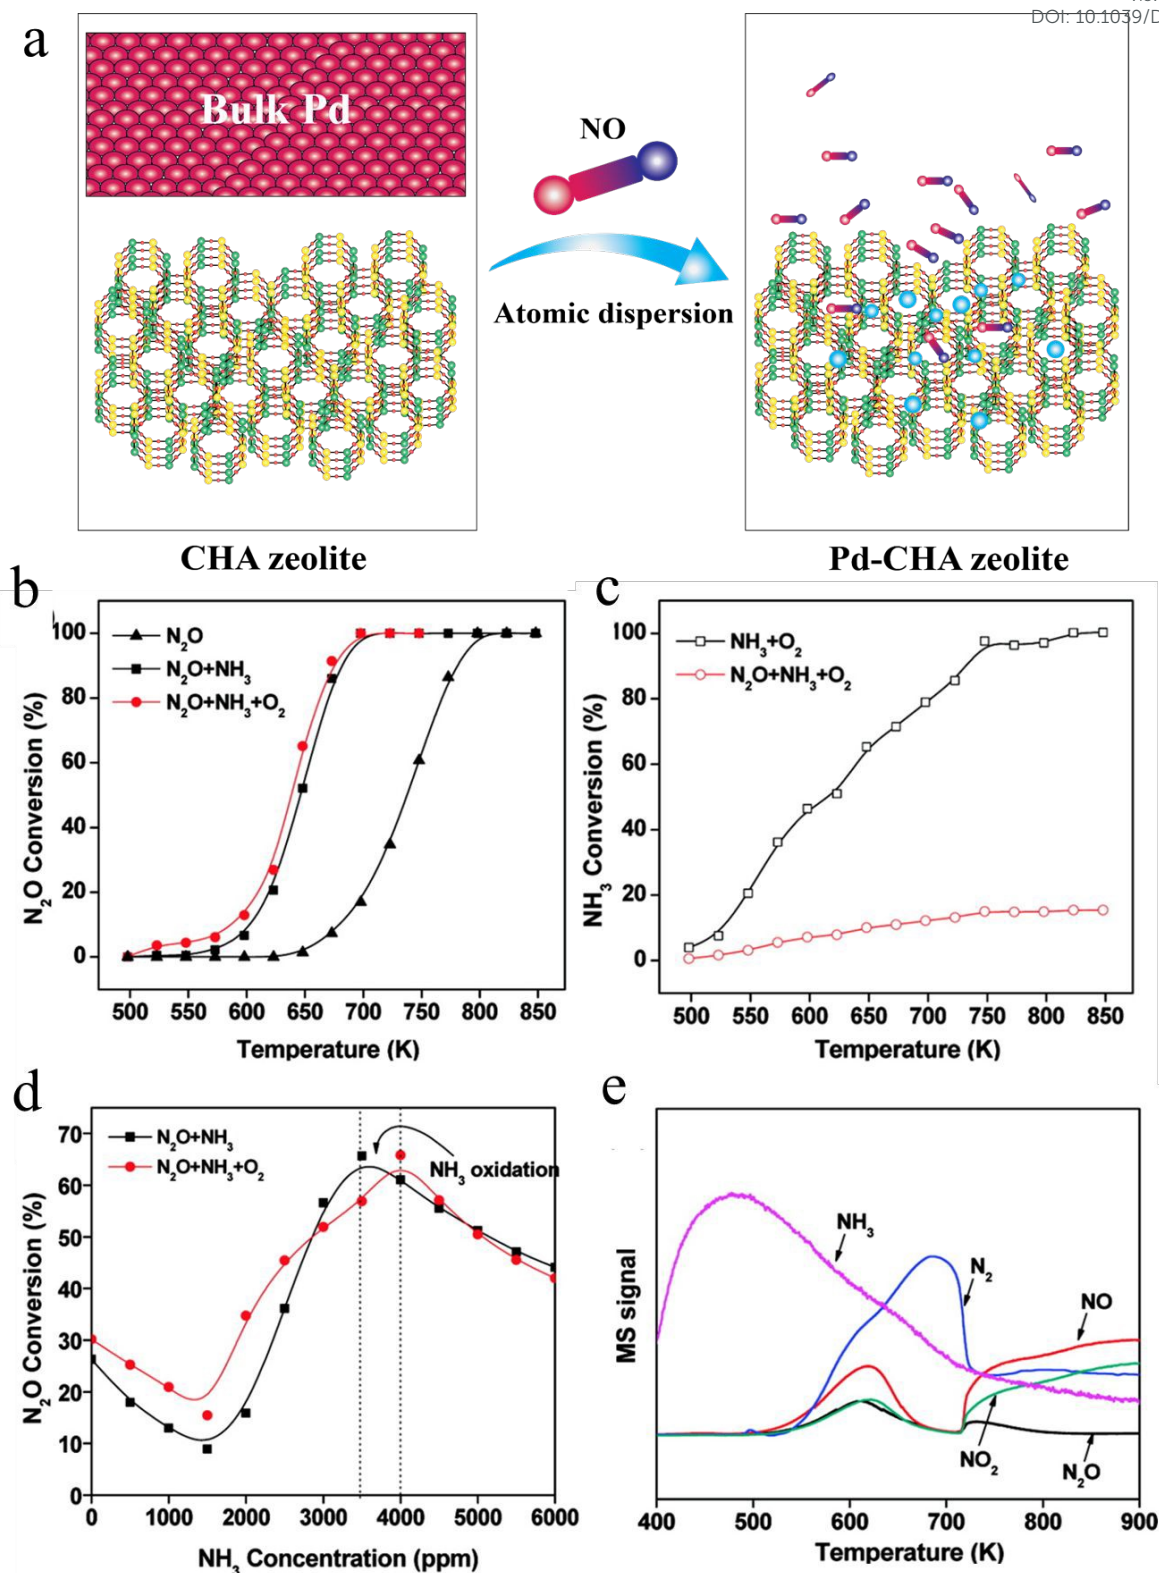 DOI: 10.1039/D
a
Bulk Pd
NO
Atomic dispersion
CHA zeolite
Pd-CHA zeolite
b
N₂O
N₂O+NH₃
N₂O+NH₃+O₂
N₂O Conversion (%)
100
80
60
40
20
0
500 550 600 650 700 750 800 850
Temperature (K)
c
NH₃+O₂
N₂O+NH₃+O₂
NH₃ Conversion (%)
100
80
60
40
20
0
500 550 600 650 700 750 800 850
Temperature (K)
d
N₂O+NH₃
N₂O+NH₃+O₂
NH₃ oxidation
N₂O Conversion (%)
70
60
50
40
30
20
10
0
0 1000 2000 3000 4000 5000 6000
NH₃ Concentration (ppm)
e
NH₃
N₂
NO
NO₂
N₂O
MS signal
400 500 600 700 800 900
Temperature (K)